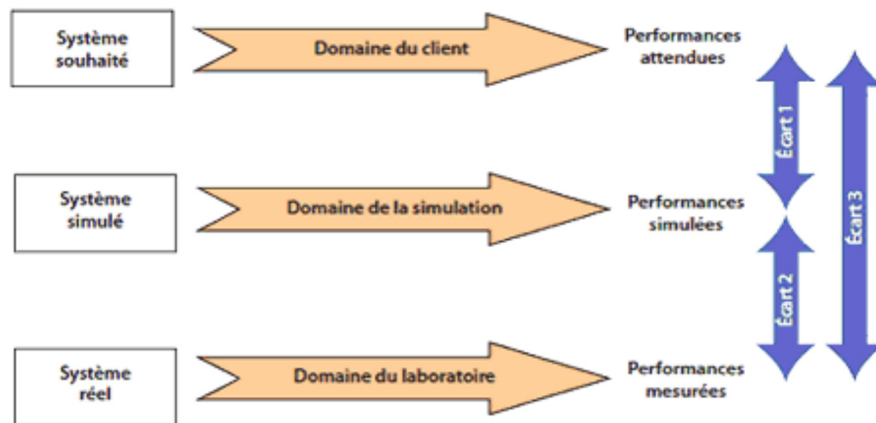 Système
souhaité
Domaine du client
Performances
attendues
Écart 1
Écart 3
Système
simulé
Domaine de la simulation
Performances
simulées
Écart 2
Système
réel
Domaine du laboratoire
Performances
mesurées